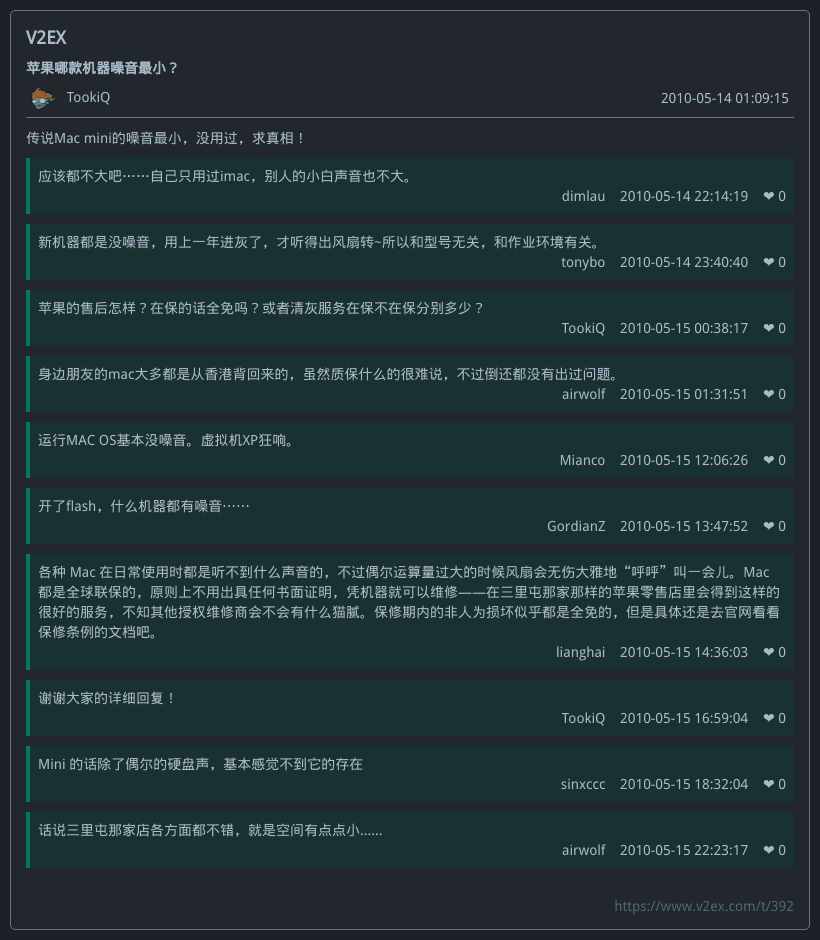 V2EX
苹果哪款机器噪音最小？
TookiQ 2010-05-14 01:09:15
传说Mac mini的噪音最小，没用过，求真相！
应该都不大吧……自己只用过imac，别人的小白声音也不大。
dimlau 2010-05-14 22:14:19 ❤ 0
新机器都是没噪音，用上一年进灰了，才听得出风扇转~所以和型号无关，和作业环境有关。
tonybo 2010-05-14 23:40:40 ❤ 0
苹果的售后怎样？在保的话全免吗？或者清灰服务在保不在保分别多少？
TookiQ 2010-05-15 00:38:17 ❤ 0
身边朋友的mac大多都是从香港背回来的，虽然质保什么的很难说，不过倒还都没有出过问题。
airwolf 2010-05-15 01:31:51 ❤ 0
运行MAC OS基本没噪音。虚拟机XP狂响。
Mianco 2010-05-15 12:06:26 ❤ 0
开了flash，什么机器都有噪音……
GordianZ 2010-05-15 13:47:52 ❤ 0
各种 Mac 在日常使用时都是听不到什么声音的，不过偶尔运算量过大的时候风扇会无伤大雅地“呼呼”叫一会儿。Mac
都是全球联保的，原则上不用出具任何书面证明，凭机器就可以维修——在三里屯那家那样的苹果零售店里会得到这样的
很好的服务，不知其他授权维修商会不会有什么猫腻。保修期内的非人为损坏似乎都是全免的，但是具体还是去官网看看
保修条例的文档吧。
lianghai 2010-05-15 14:36:03 ❤ 0
谢谢大家的详细回复！
TookiQ 2010-05-15 16:59:04 ❤ 0
Mini 的话除了偶尔的硬盘声，基本感觉不到它的存在
sinxccc 2010-05-15 18:32:04 ❤ 0
话说三里屯那家店各方面都不错，就是空间有点点小......
airwolf 2010-05-15 22:23:17 ❤ 0
https://www.v2ex.com/t/392